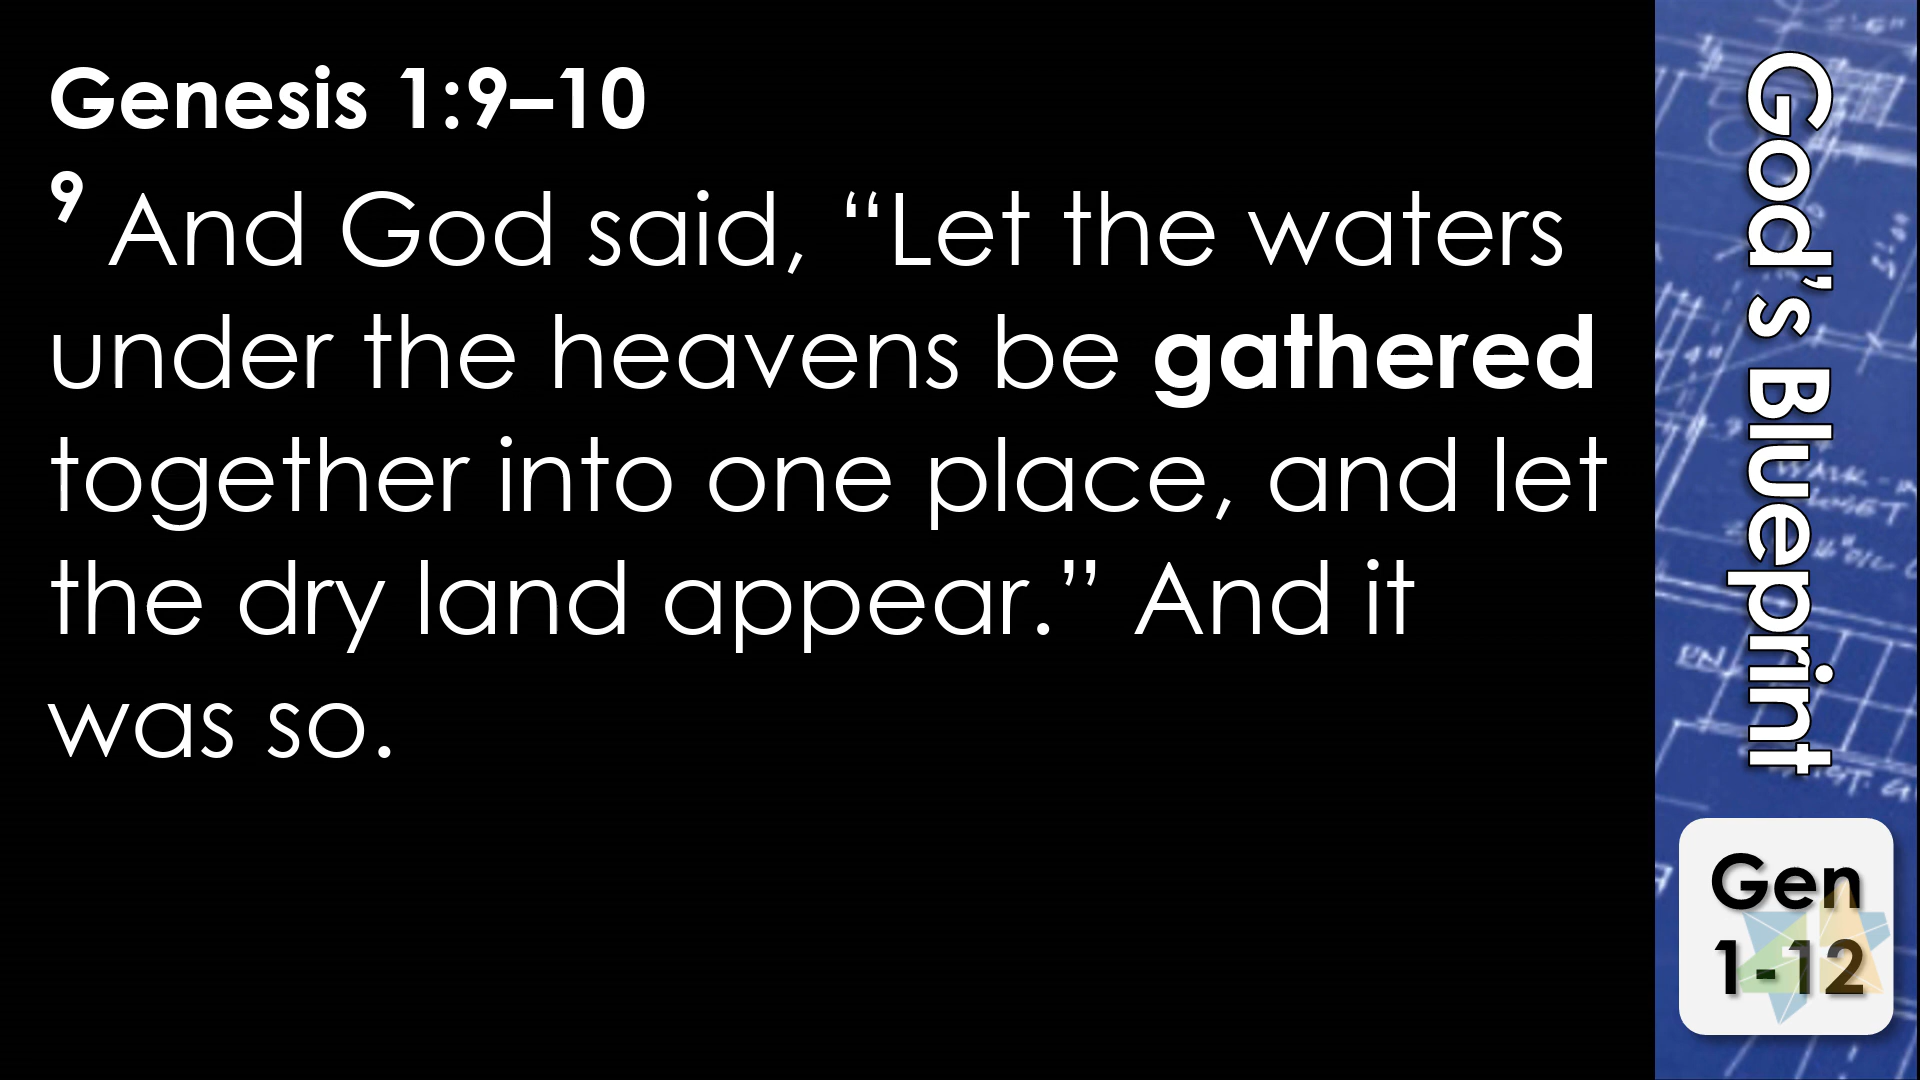 Genesis 1:9–10
9 And God said, “Let the waters
under the heavens be gathered
together into one place, and let
the dry land appear.” And it
was so.
God’s Blueprint
Gen
1-12